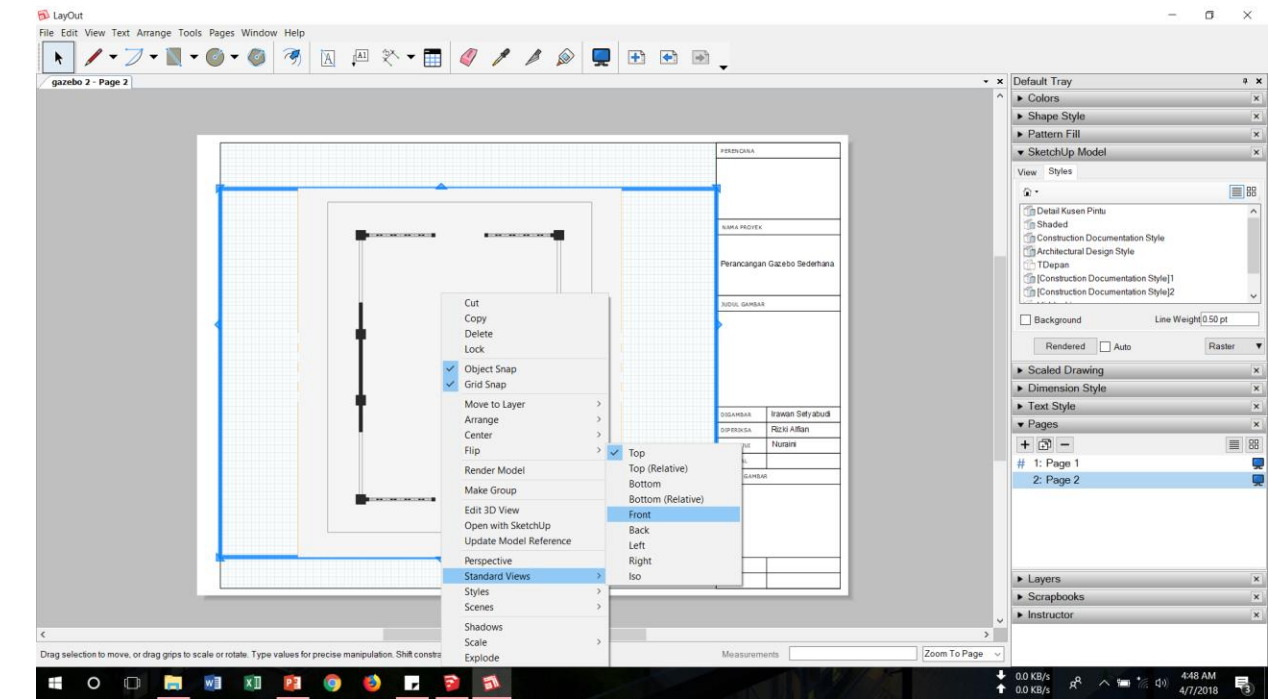 LayOut
File Edit View Text Arrange Tools Pages Window Help
gazebo 2 - Page 2
PERENCANA
NAMA PROYEK
Perancangan Gazebo Sederhana
JUDUL GAMBAR
DIGAMBAR Irawan Setyabudi
DIPERIKSA Rizki Alfian
Nuraini
GAMBAR
Cut
Copy
Delete
Lock
Object Snap
Grid Snap
Move to Layer
Arrange
Center
Flip
Render Model
Make Group
Edit 3D View
Open with SketchUp
Update Model Reference
Perspective
Standard Views
Styles
Scenes
Shadows
Scale
Explode
Top
Top (Relative)
Bottom
Bottom (Relative)
Front
Back
Left
Right
Iso
Default Tray
Colors
Shape Style
Pattern Fill
SketchUp Model
View Styles
Detail Kusen Pintu
Shaded
Construction Documentation Style
Architectural Design Style
TDepan
[Construction Documentation Style]1
[Construction Documentation Style]2
Background Line Weight 0.50 pt
Rendered Auto Raster
Scaled Drawing
Dimension Style
Text Style
Pages
# 1: Page 1
2: Page 2
Layers
Scrapbooks
Instructor
Drag selection to move, or drag grips to scale or rotate. Type values for precise manipulation. Shift constra
Measurements
Zoom To Page
0.0 KB/s
0.0 KB/s
4:48 AM
4/7/2018